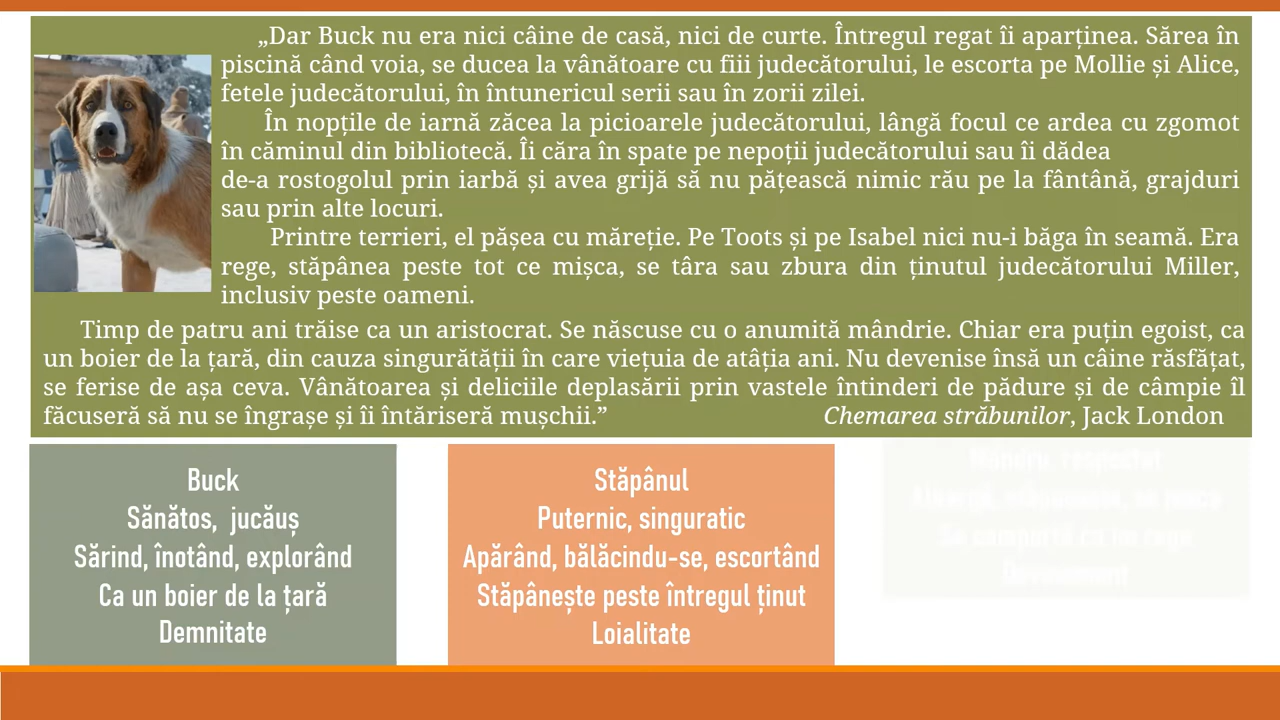 „Dar Buck nu era nici câine de casă, nici de curte. Întregul regat îi aparținea. Sărea în
piscină când voia, se ducea la vânătoare cu fiii judecătorului, le escorta pe Mollie și Alice,
fetele judecătorului, în întunericul serii sau în zorii zilei.
În nopțile de iarnă zăcea la picioarele judecătorului, lângă focul ce ardea cu zgomot
în căminul din bibliotecă. Îi căra în spate pe nepoții judecătorului sau îi dădea
de-a rostogolul prin iarbă și avea grijă să nu pățească nimic rău pe la fântână, grajduri
sau prin alte locuri.
Printre terrieri, el pășea cu măreție. Pe Toots și pe Isabel nici nu-i băga în seamă. Era
rege, stăpânea peste tot ce mișca, se târa sau zbura din ținutul judecătorului Miller,
inclusiv peste oameni.
Timp de patru ani trăise ca un aristocrat. Se născuse cu o anumită mândrie. Chiar era puțin egoist, ca
un boier de la țară, din cauza singurătății în care viețuia de atâția ani. Nu devenise însă un câine răsfățat,
se ferise de așa ceva. Vânătoarea și deliciile deplasării prin vastele întinderi de pădure și de câmpie îl
făcuseră să nu se îngrașe și îi întăriseră mușchii.” Chemarea străbunilor, Jack London
Buck
Sănătos, jucăuș
Sărind, înotând, explorând
Ca un boier de la țară
Demnitate
Stăpânul
Puternic, singuratic
Apărând, bălăcindu-se, escortând
Stăpânește peste întregul ținut
Loialitate